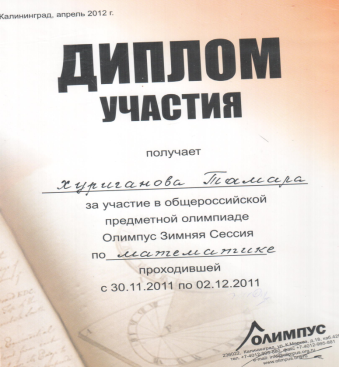 Калининград, апрель 2012 г.
ДИПЛОМ
УЧАСТИЯ
получает
Хуриганова Тамара
за участие в общероссийской
предметной олимпиаде
Олимпус Зимняя Сессия
по математике
проходившей
с 30.11.2011 по 02.12.2011
ОЛИМПУС